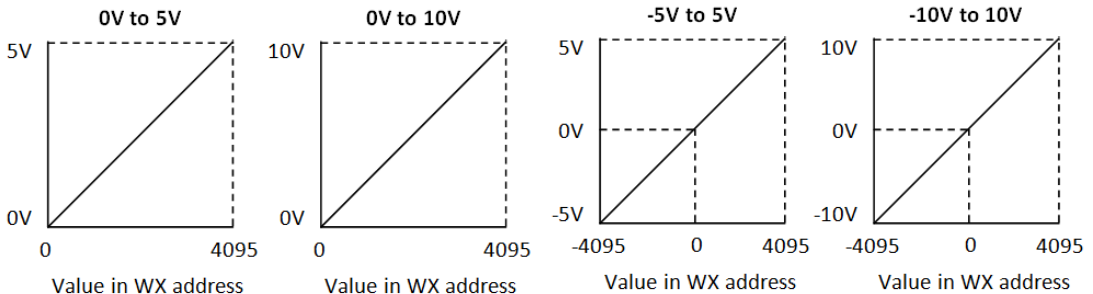 0V to 5V
0V to 10V
-5V to 5V
-10V to 10V
5V
0V
0
4095
Value in WX address
10V
0V
0
4095
Value in WX address
5V
0V
-5V
-4095
0
4095
Value in WX address
10V
0V
-10V
-4095
0
4095
Value in WX address